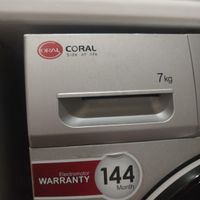 CORAL
CORAL
Side of life
7 kg
Electromotor
WARRANTY
144
Month